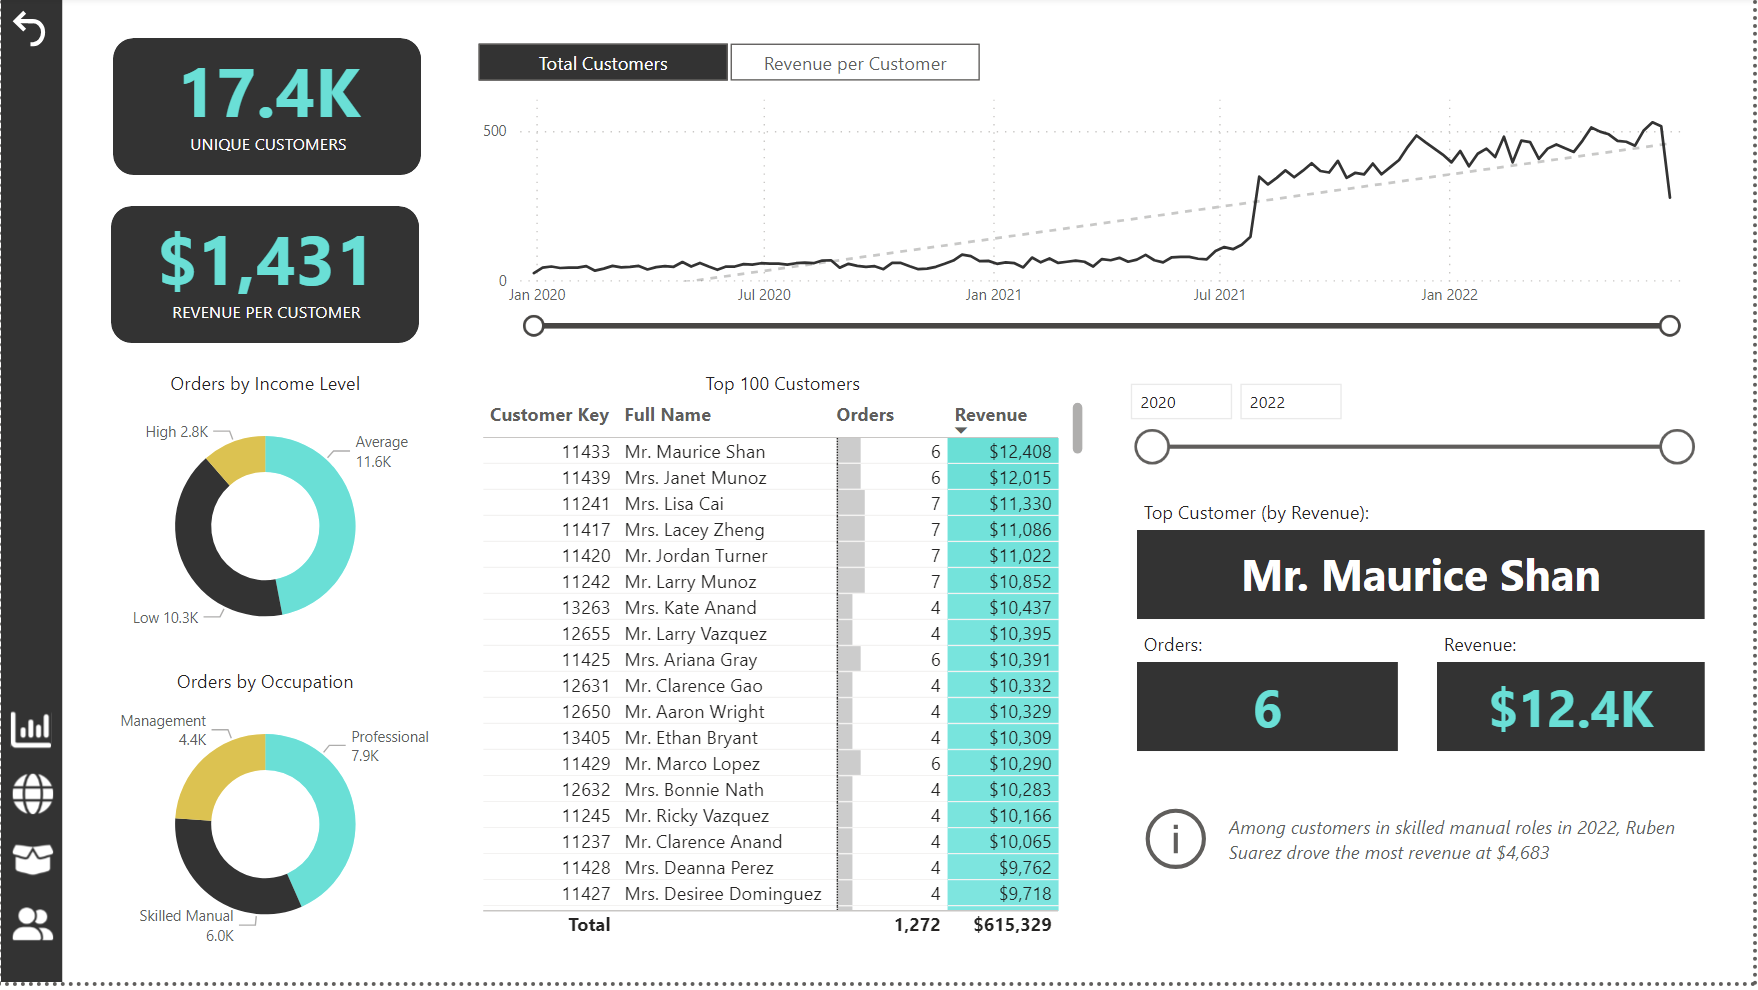 17.4K
UNIQUE CUSTOMERS
$1,431
REVENUE PER CUSTOMER
Total Customers
Revenue per Customer
500
0
Jan 2020
Jul 2020
Jan 2021
Jul 2021
Jan 2022
Orders by Income Level
High 2.8K
Average
11.6K
Low 10.3K
Orders by Occupation
Management
4.4K
Professional
7.9K
Skilled Manual
6.0K
Top 100 Customers
Customer Key Full Name Orders Revenue
11433 Mr. Maurice Shan 6 $12,408
11439 Mrs. Janet Munoz 6 $12,015
11241 Mrs. Lisa Cai 7 $11,330
11417 Mrs. Lacey Zheng 7 $11,086
11420 Mr. Jordan Turner 7 $11,022
11242 Mr. Larry Munoz 7 $10,852
13263 Mrs. Kate Anand 4 $10,437
12655 Mr. Larry Vazquez 4 $10,395
11425 Mrs. Ariana Gray 6 $10,391
12631 Mr. Clarence Gao 4 $10,332
12650 Mr. Aaron Wright 4 $10,329
13405 Mr. Ethan Bryant 4 $10,309
11429 Mr. Marco Lopez 6 $10,290
12632 Mrs. Bonnie Nath 4 $10,283
11245 Mr. Ricky Vazquez 4 $10,166
11237 Mr. Clarence Anand 4 $10,065
11428 Mrs. Deanna Perez 4 $9,762
11427 Mrs. Desiree Dominguez 4 $9,718
Total 1,272 $615,329
2020
2022
Top Customer (by Revenue):
Mr. Maurice Shan
Orders:
6
Revenue:
$12.4K
i
Among customers in skilled manual roles in 2022, Ruben
Suarez drove the most revenue at $4,683